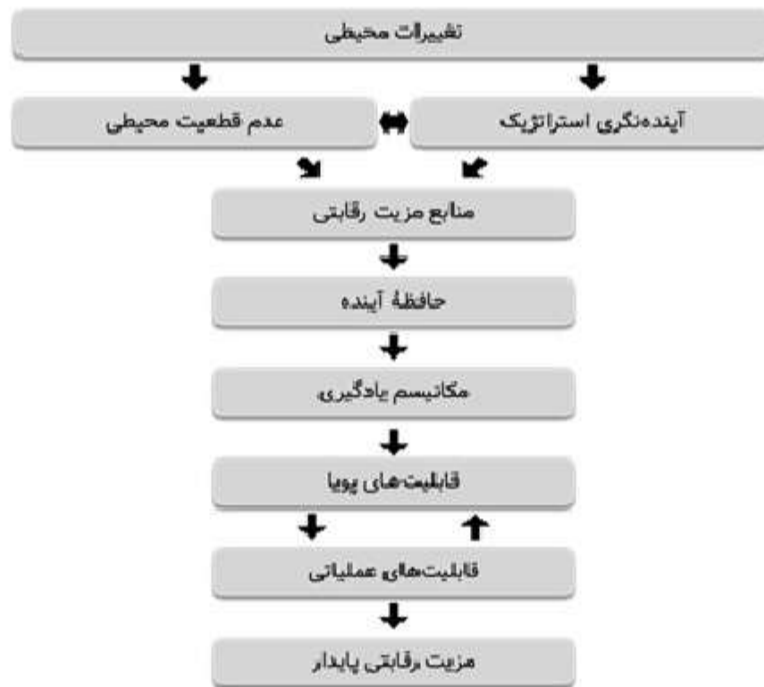 تغییرات محیطی
آینده‌نگری استراتژیک
عدم قطعیت محیطی
منابع مزیت رقابتی
حافظهٔ آینده
مکانیسم یادگیری
قابلیت‌های پویا
قابلیت‌های عملیاتی
مزیت رقابتی پایدار